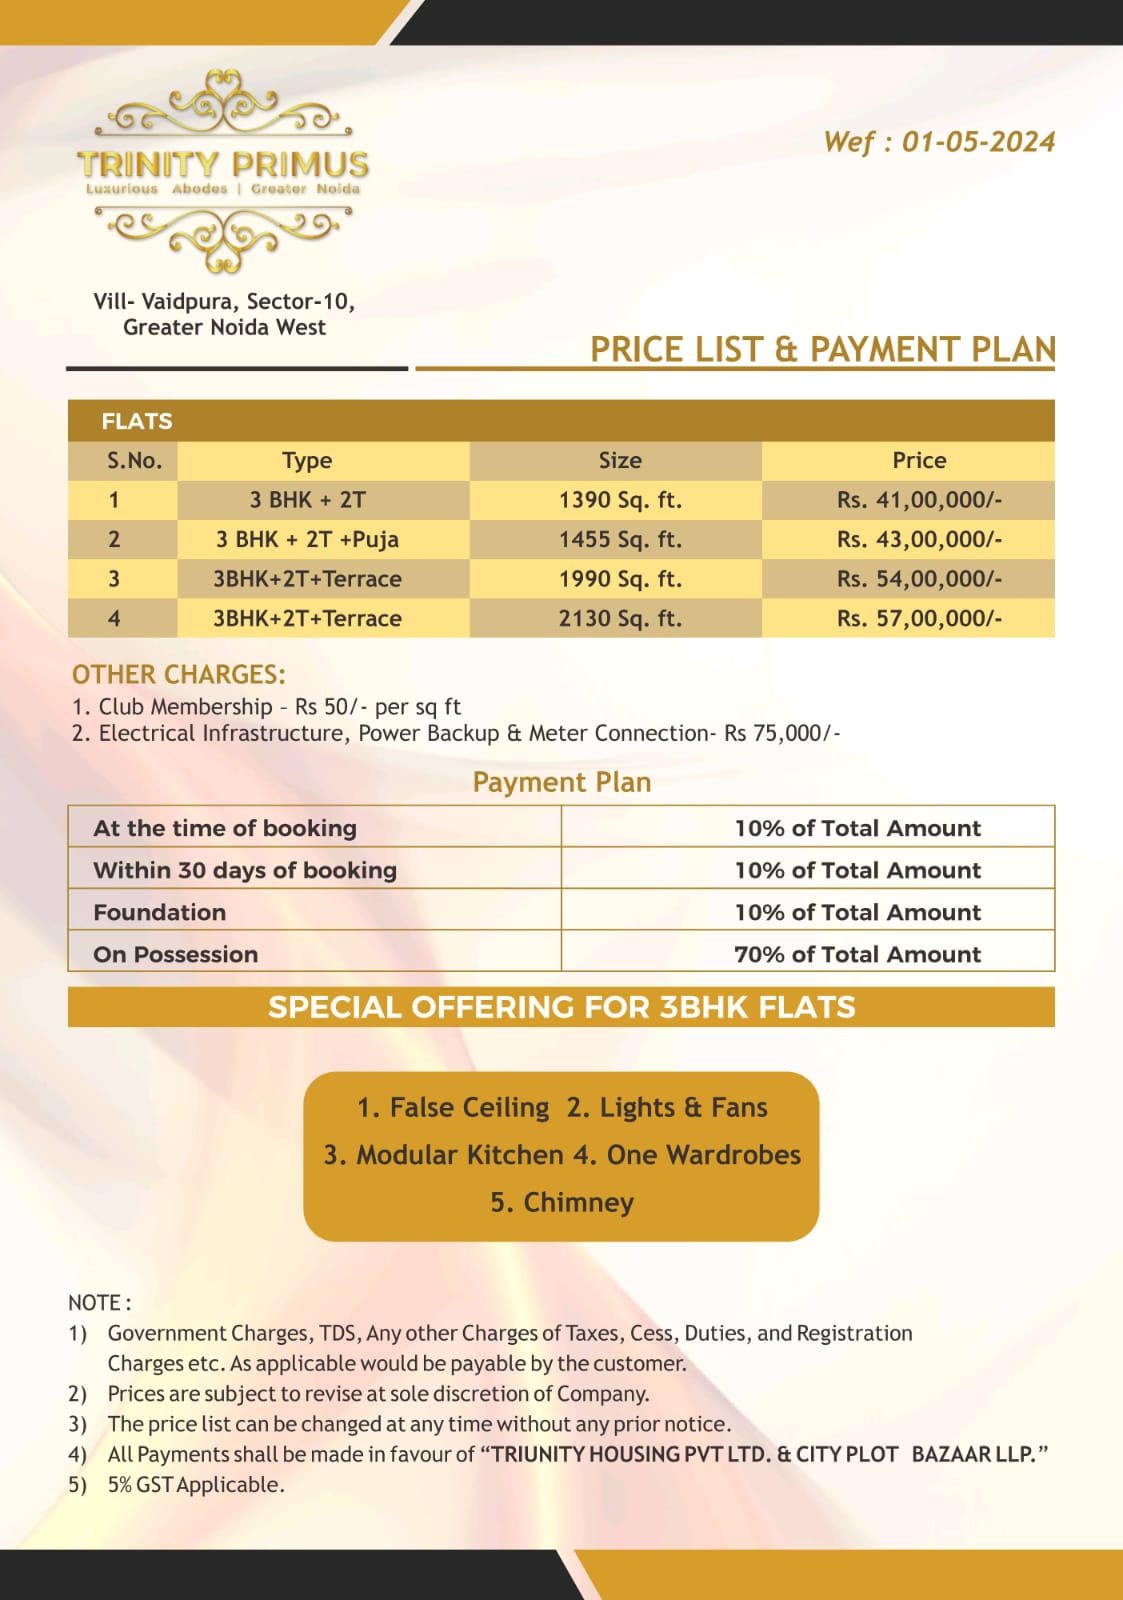 Wef : 01-05-2024
TRINITY PRIMUS
Luxurious Abodes | Greater Noida
Vill- Vaidpura, Sector-10,
Greater Noida West
PRICE LIST & PAYMENT PLAN
FLATS
S.No. Type Size Price
1 3 BHK + 2T 1390 Sq. ft. Rs. 41,00,000/-
2 3 BHK + 2T +Puja 1455 Sq. ft. Rs. 43,00,000/-
3 3BHK+2T+Terrace 1990 Sq. ft. Rs. 54,00,000/-
4 3BHK+2T+Terrace 2130 Sq. ft. Rs. 57,00,000/-
OTHER CHARGES:
1. Club Membership – Rs 50/- per sq ft
2. Electrical Infrastructure, Power Backup & Meter Connection- Rs 75,000/-
Payment Plan
At the time of booking 10% of Total Amount
Within 30 days of booking 10% of Total Amount
Foundation 10% of Total Amount
On Possession 70% of Total Amount
SPECIAL OFFERING FOR 3BHK FLATS
1. False Ceiling 2. Lights & Fans
3. Modular Kitchen 4. One Wardrobes
5. Chimney
NOTE :
1) Government Charges, TDS, Any other Charges of Taxes, Cess, Duties, and Registration
Charges etc. As applicable would be payable by the customer.
2) Prices are subject to revise at sole discretion of Company.
3) The price list can be changed at any time without any prior notice.
4) All Payments shall be made in favour of “TRIUNITY HOUSING PVT LTD. & CITY PLOT BAZAAR LLP.”
5) 5% GST Applicable.